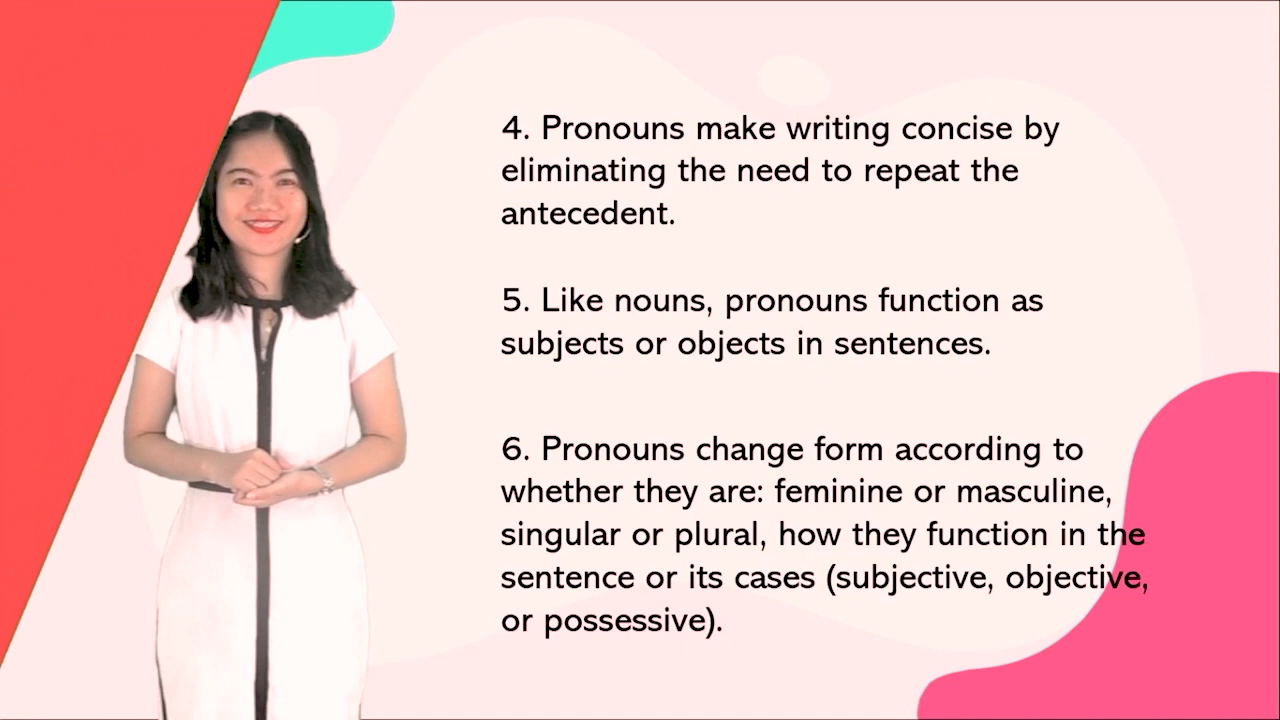 4. Pronouns make writing concise by
eliminating the need to repeat the
antecedent.
5. Like nouns, pronouns function as
subjects or objects in sentences.
6. Pronouns change form according to
whether they are: feminine or masculine,
singular or plural, how they function in the
sentence or its cases (subjective, objective,
or possessive).